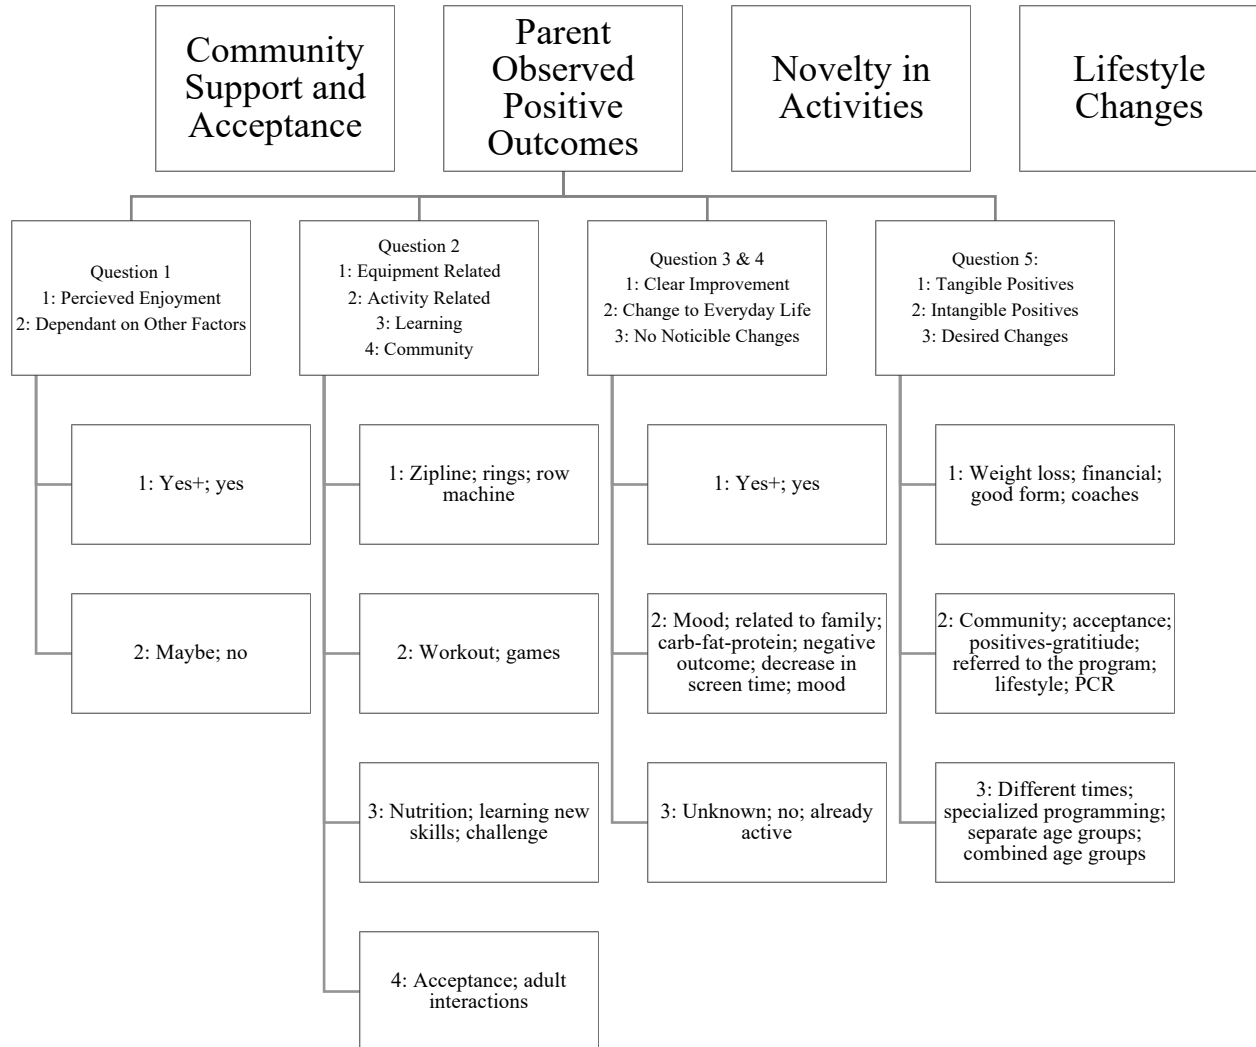 Community
Support and
Acceptance
Parent
Observed
Positive
Outcomes
Novelty in
Activities
Lifestyle
Changes
Question 1
1: Percieved Enjoyment
2: Dependant on Other Factors
Question 2
1: Equipment Related
2: Activity Related
3: Learning
4: Community
Question 3 & 4
1: Clear Improvement
2: Change to Everyday Life
3: No Noticible Changes
Question 5:
1: Tangible Positives
2: Intangible Positives
3: Desired Changes
1: Yes+; yes
2: Maybe; no
1: Zipline; rings; row
machine
2: Workout; games
3: Nutrition; learning new
skills; challenge
4: Acceptance; adult
interactions
1: Yes+; yes
2: Mood; related to family;
carb-fat-protein; negative
outcome; decrease in
screen time; mood
3: Unknown; no; already
active
1: Weight loss; financial;
good form; coaches
2: Community; acceptance;
positives-gratitiude;
referred to the program;
lifestyle; PCR
3: Different times;
specialized programming;
separate age groups;
combined age groups